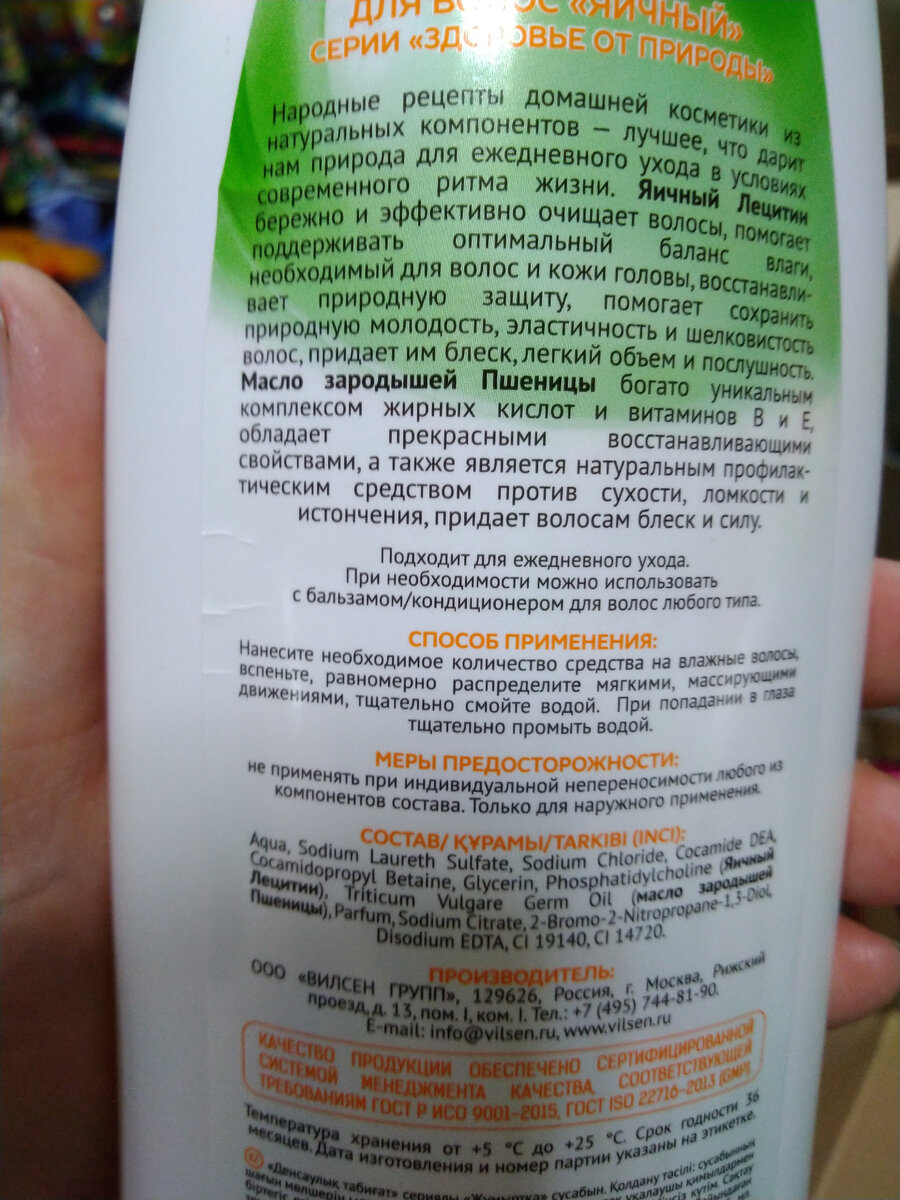 ДЛЯ ВОЛОС «ЯИЧНЫЙ»
СЕРИИ «ЗДОРОВЬЕ ОТ ПРИРОДЫ»
Народные рецепты домашней косметики из
натуральных компонентов — лучшее, что дарит
нам природа для ежедневного ухода в условиях
современного ритма жизни. Яичный Лецитин
бережно и эффективно очищает волосы, помогает
поддерживать оптимальный баланс влаги,
необходимый для волос и кожи головы, восстанавли-
вает природную защиту, помогает сохранить
природную молодость, эластичность и шелковистость
волос, придает им блеск, легкий объем и послушность.
Масло зародышей Пшеницы богато уникальным
комплексом жирных кислот и витаминов В и Е,
обладает прекрасными восстанавливающими
свойствами, а также является натуральным профилак-
тическим средством против сухости, ломкости и
истончения, придает волосам блеск и силу.
Подходит для ежедневного ухода.
При необходимости можно использовать
с бальзамом/кондиционером для волос любого типа.
СПОСОБ ПРИМЕНЕНИЯ:
Нанесите необходимое количество средства на влажные волосы,
вспеньте, равномерно распределите мягкими, массирующими
движениями, тщательно смойте водой. При попадании в глаза
тщательно промыть водой.
МЕРЫ ПРЕДОСТОРОЖНОСТИ:
не применять при индивидуальной непереносимости любого из
компонентов состава. Только для наружного применения.
СОСТАВ/ ҚҰРАМЫ/TARKIBI (INCI):
Aqua, Sodium Laureth Sulfate, Sodium Chloride, Cocamide DEA,
Cocamidopropyl Betaine, Glycerin, Phosphatidylcholine (Яичный
Лецитин), Triticum Vulgare Germ Oil (масло зародышей
Пшеницы), Parfum, Sodium Citrate, 2-Bromo-2-Nitropropane-1,3-Diol,
Disodium EDTA, CI 19140, CI 14720.
ПРОИЗВОДИТЕЛЬ:
ООО «ВИЛСЕН ГРУПП», 129626, Россия, г. Москва, Рижский
проезд, д. 13, пом. I, ком. I. Тел.: +7 (495) 744-81-90.
E-mail: info@vilsen.ru, www.vilsen.ru
КАЧЕСТВО ПРОДУКЦИИ ОБЕСПЕЧЕНО СЕРТИФИЦИРОВАННОЙ
СИСТЕМОЙ МЕНЕДЖМЕНТА КАЧЕСТВА, СООТВЕТСТВУЮЩЕЙ
ТРЕБОВАНИЯМ ГОСТ Р ИСО 9001-2015, ГОСТ ISO 22716-2013 (GMP).
Температура хранения от +5 °С до +25 °С. Срок годности 36
месяцев. Дата изготовления и номер партии указаны на этикетке.
«Денсаулық табиғат» сериялы «Жұмыртқа» сусабын. Қолдану тәсілі: сусабынның